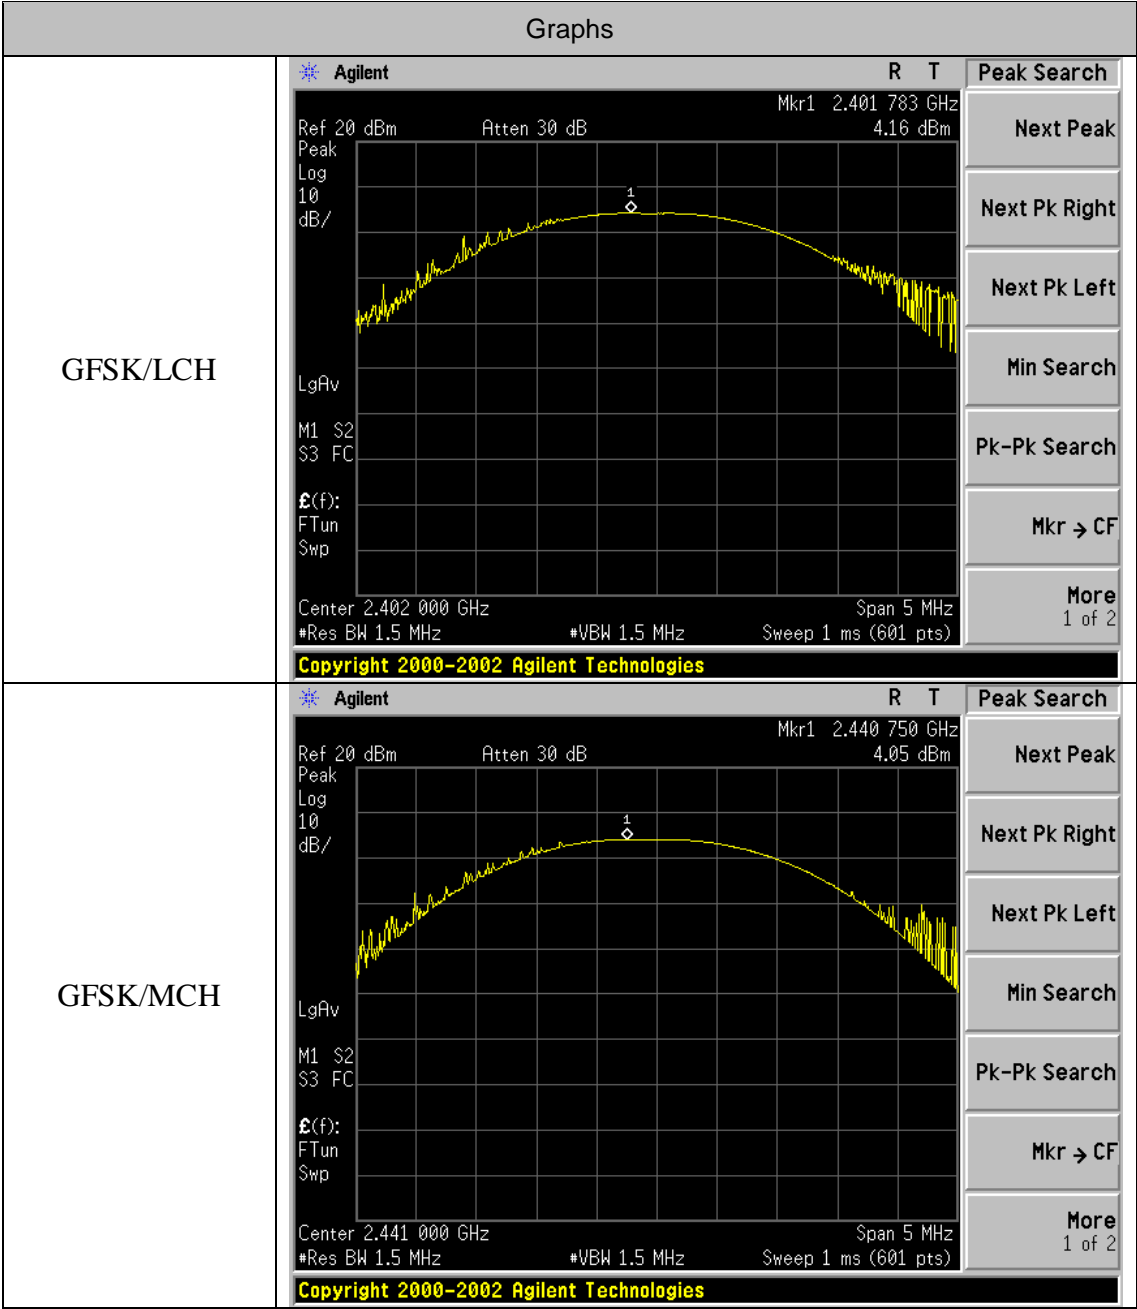 Graphs
GFSK/LCH
Agilent R T Peak Search
Mkr1 2.401 783 GHz
Ref 20 dBm Atten 30 dB 4.16 dBm
Peak
Log
10
dB/
1
LgAv
M1 S2
S3 FC
£(f):
FTun
Swp
Center 2.402 000 GHz Span 5 MHz
#Res BW 1.5 MHz #VBW 1.5 MHz Sweep 1 ms (601 pts)
Copyright 2000-2002 Agilent Technologies
Next Peak
Next Pk Right
Next Pk Left
Min Search
Pk-Pk Search
Mkr → CF
More
1 of 2
GFSK/MCH
Agilent R T Peak Search
Mkr1 2.440 750 GHz
Ref 20 dBm Atten 30 dB 4.05 dBm
Peak
Log
10
dB/
1
LgAv
M1 S2
S3 FC
£(f):
FTun
Swp
Center 2.441 000 GHz Span 5 MHz
#Res BW 1.5 MHz #VBW 1.5 MHz Sweep 1 ms (601 pts)
Copyright 2000-2002 Agilent Technologies
Next Peak
Next Pk Right
Next Pk Left
Min Search
Pk-Pk Search
Mkr → CF
More
1 of 2